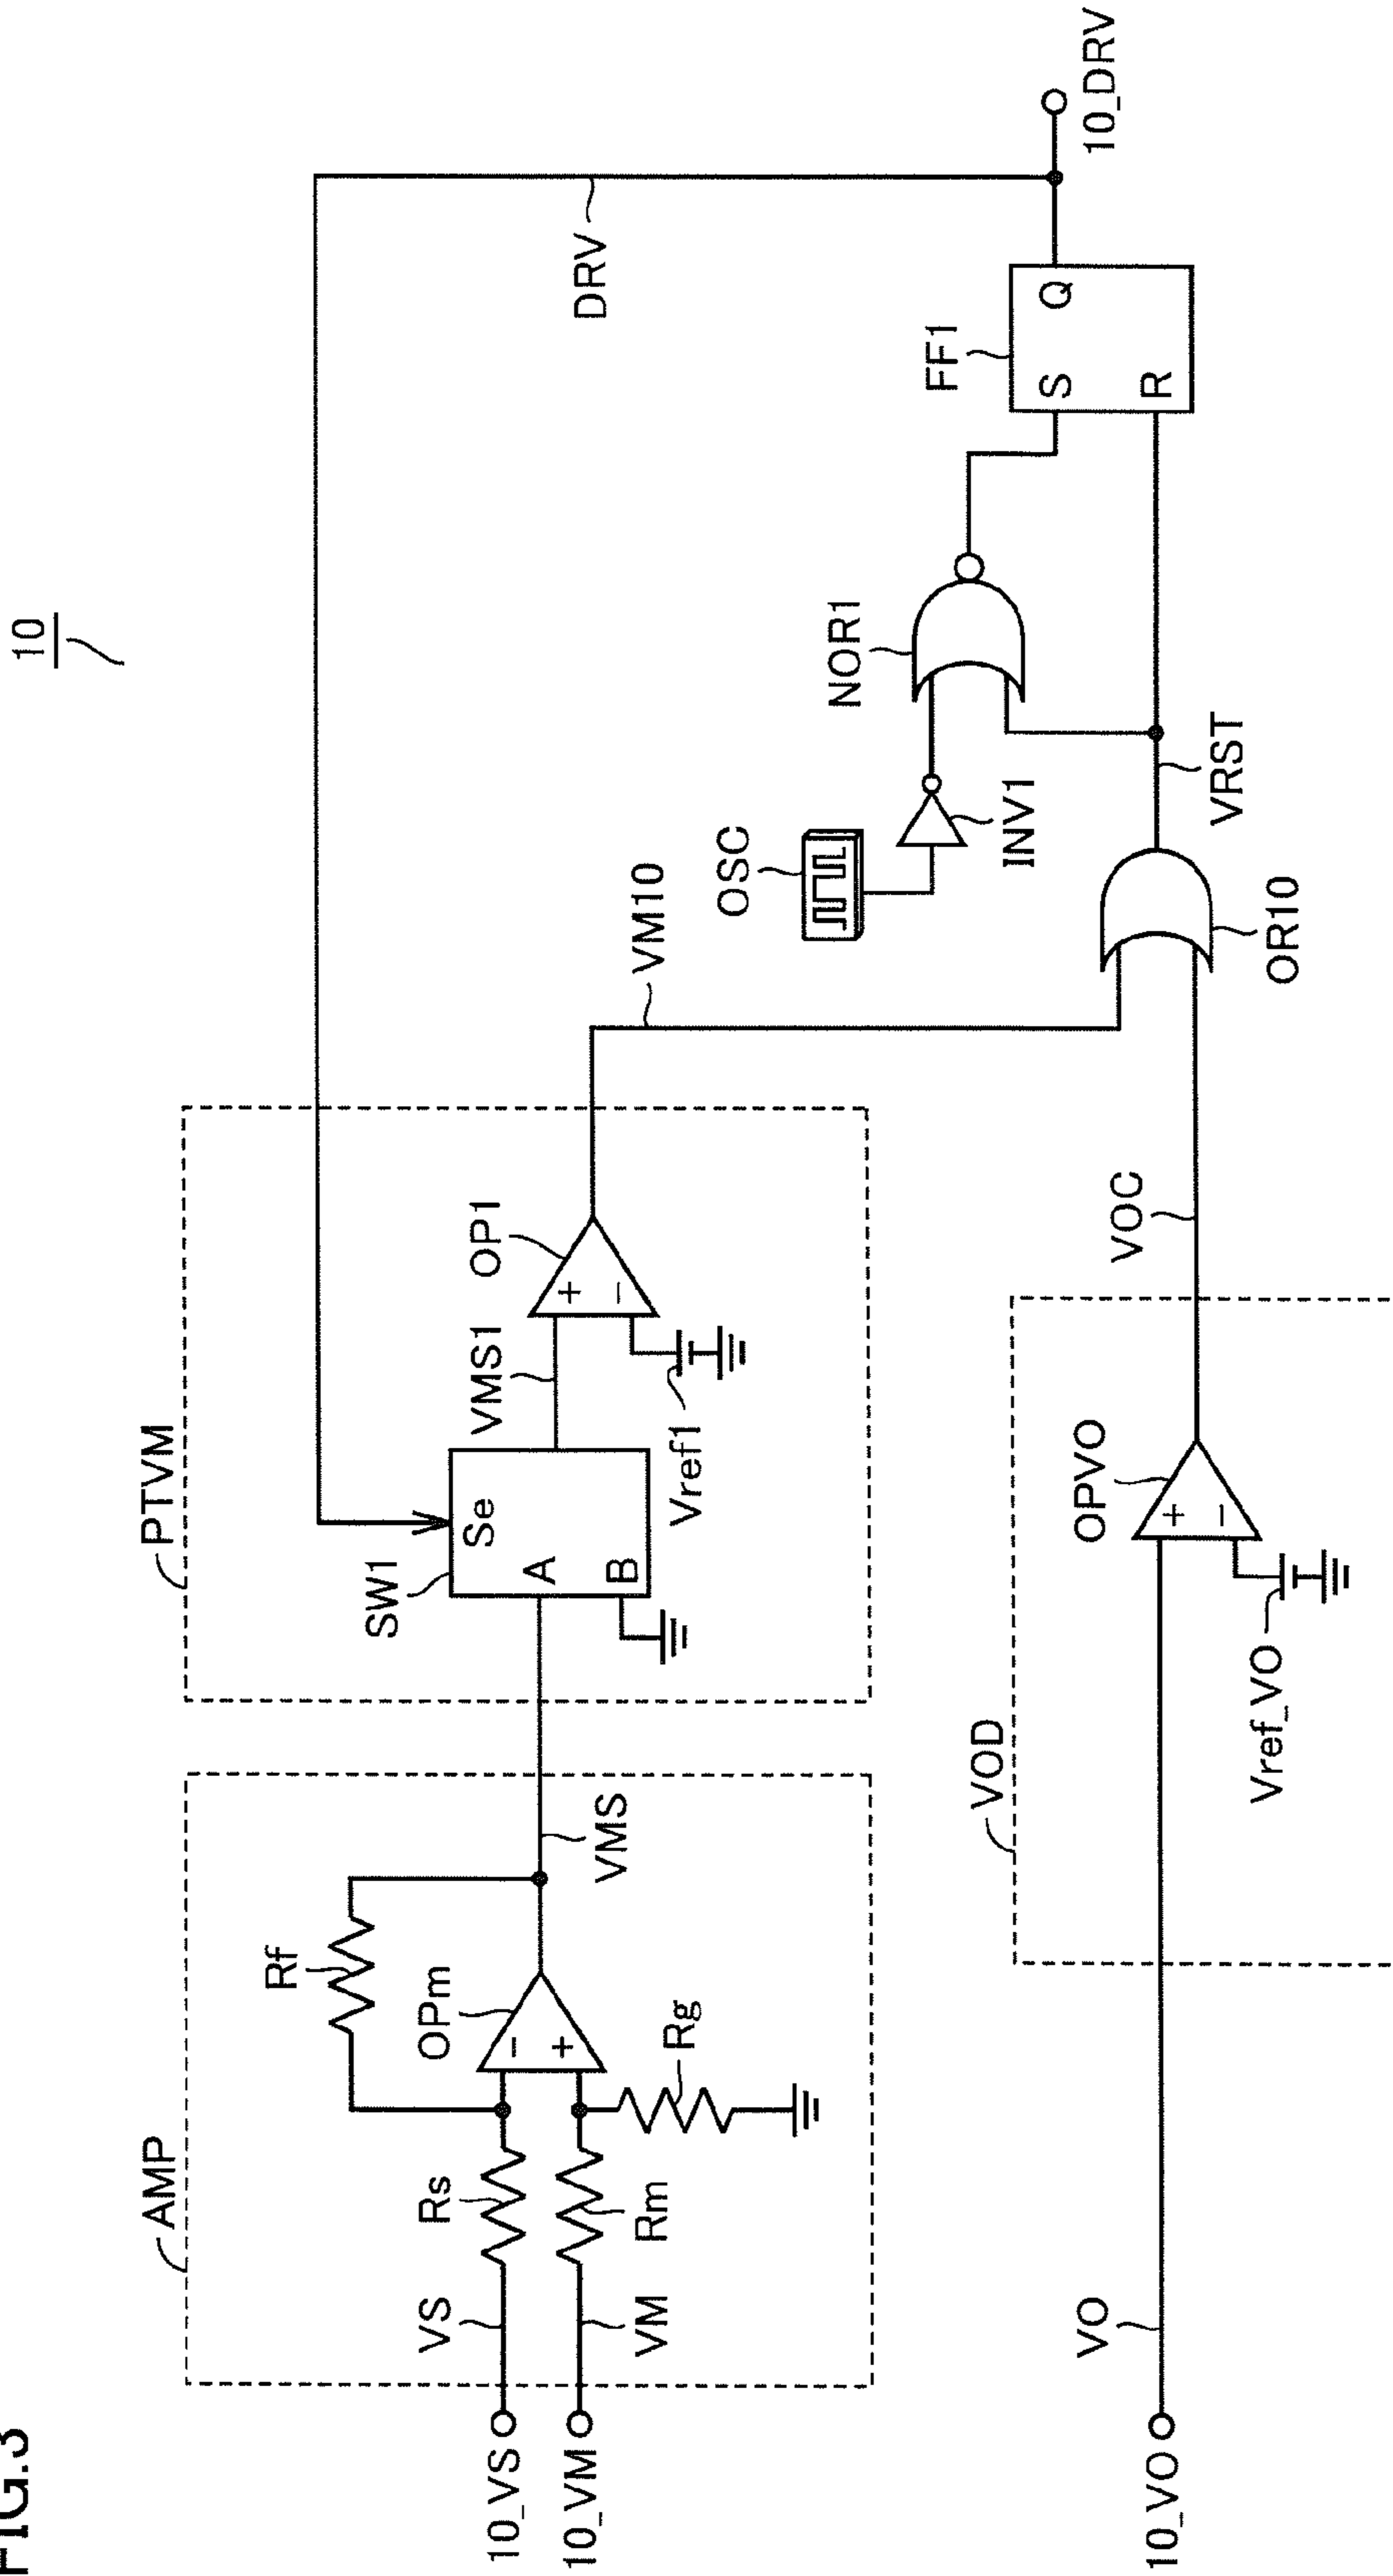 FIG.3
10
AMP
PTVM
Rf
DRV
SW1
Se
OPm
OP1
VS
Rs
VMS1
-
+
+
-
10_VS
A
10_VM
B
VMS
VM
Rm
Rg
Vref1
VM10
OSC
NOR1
FF1
INV1
S
Q
R
10_DRV
VOD
VO
OPVO
VOC
VRST
10_VO
+
-
OR10
Vref_VO